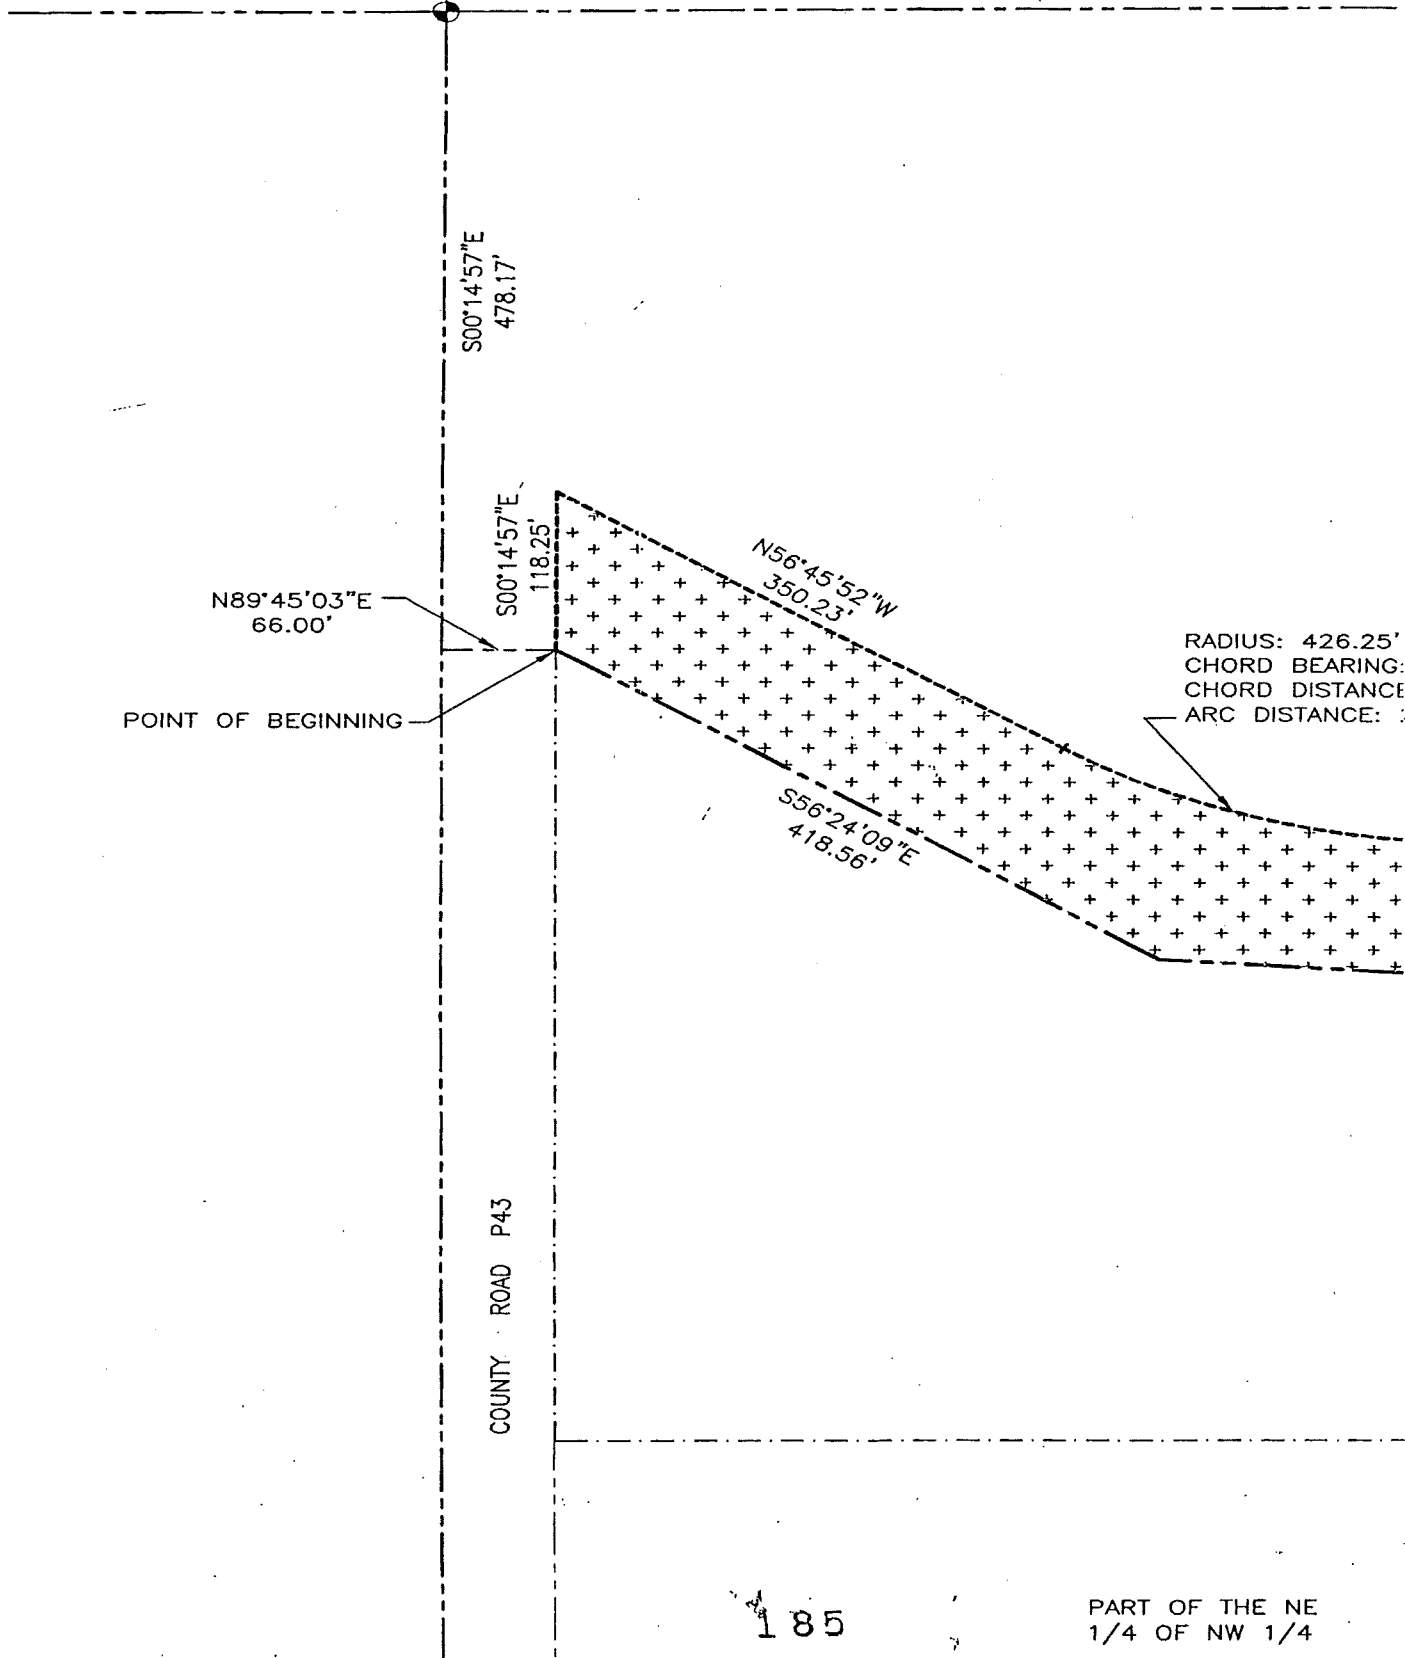 S00°14'57"E
478.17'
S00°14'57"E
118.25'
N89°45'03"E
66.00'
POINT OF BEGINNING
N56°45'52"W
350.23'
RADIUS: 426.25'
CHORD BEARING:
CHORD DISTANCE
ARC DISTANCE:
S56°24'09"E
418.56'
COUNTY ROAD P43
185
PART OF THE NE
1/4 OF NW 1/4